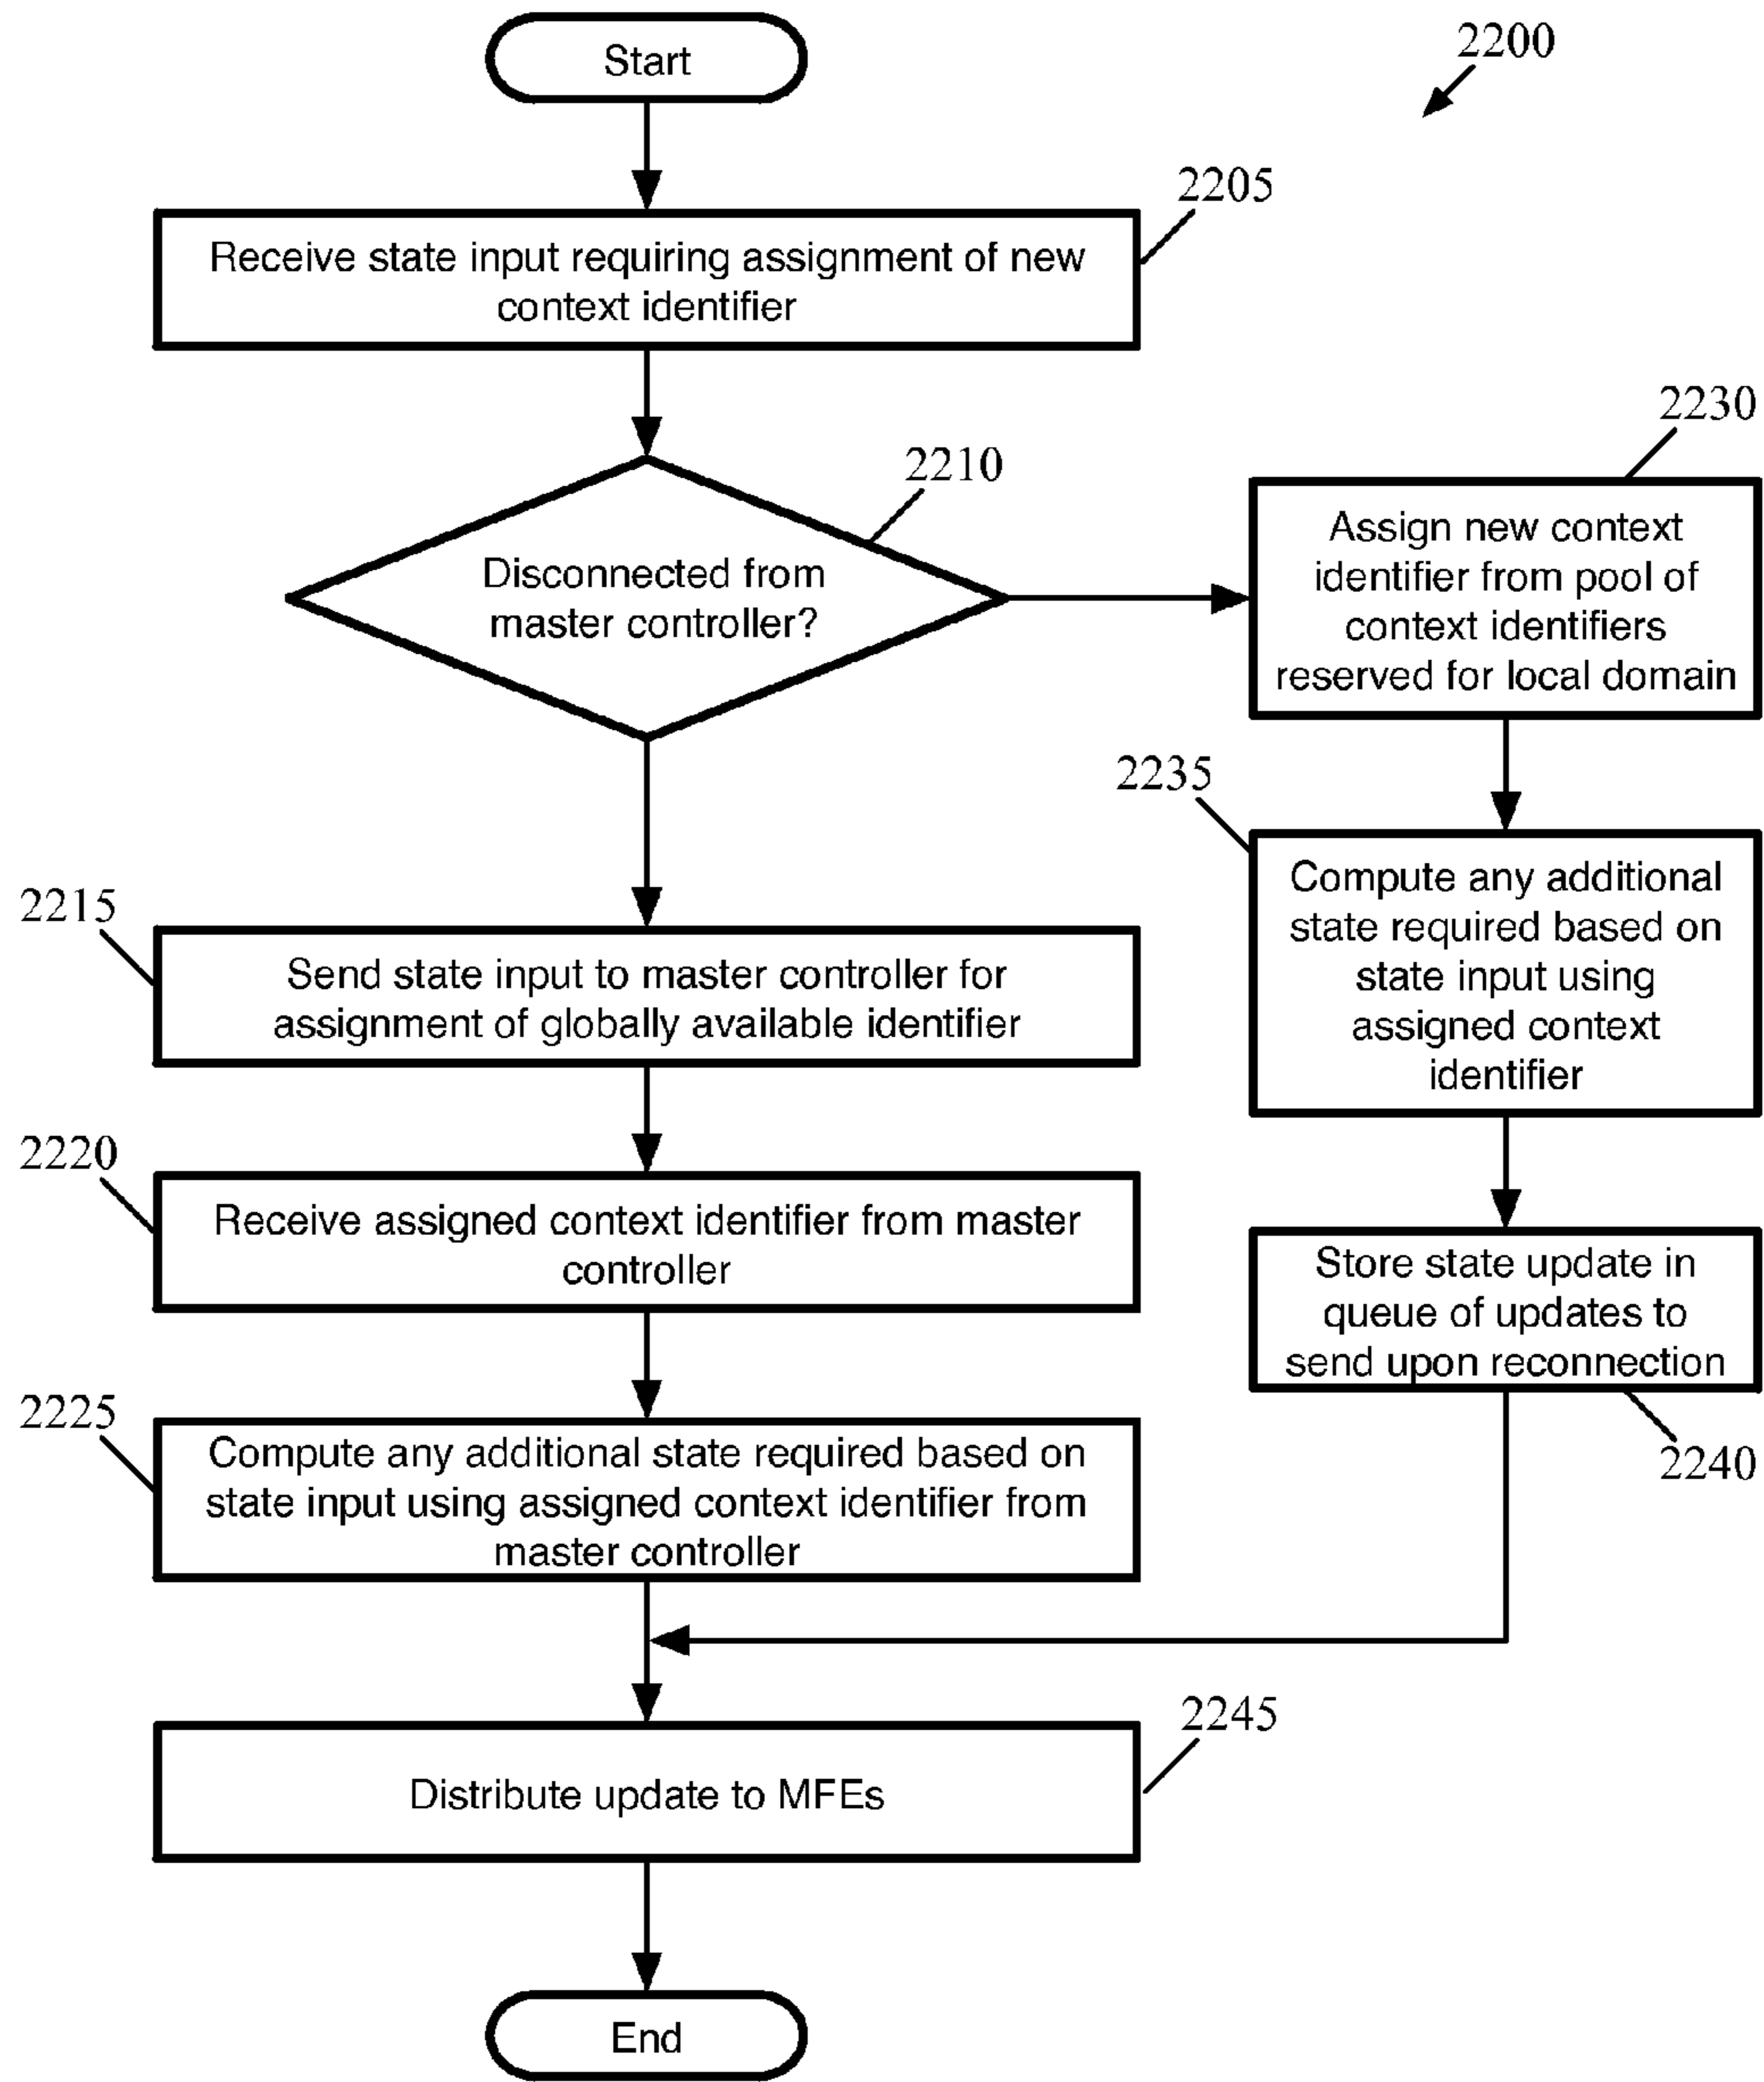 Start
2200
2205
Receive state input requiring assignment of new
context identifier
2210
Disconnected from
master controller?
2230
Assign new context
identifier from pool of
context identifiers
reserved for local domain
2235
Compute any additional
state required based on
state input using
assigned context
identifier
2215
Send state input to master controller for
assignment of globally available identifier
2220
Receive assigned context identifier from master
controller
Store state update in
queue of updates to
send upon reconnection
2240
2225
Compute any additional state required based on
state input using assigned context identifier from
master controller
2245
Distribute update to MFEs
End